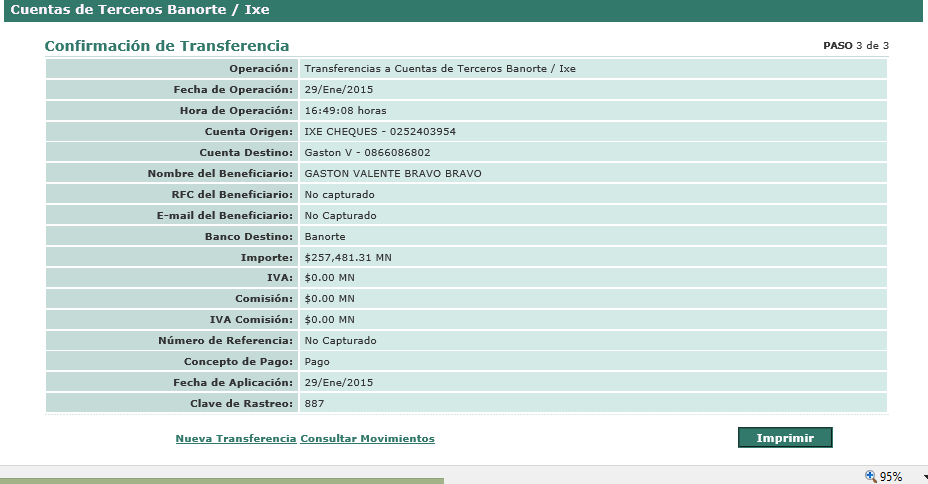 Cuentas de Terceros Banorte / Ixe
Confirmación de Transferencia PASO 3 de 3
Operación: Transferencias a Cuentas de Terceros Banorte / Ixe
Fecha de Operación: 29/Ene/2015
Hora de Operación: 16:49:08 horas
Cuenta Origen: IXE CHEQUES - 0252403954
Cuenta Destino: Gaston V - 0866086802
Nombre del Beneficiario: GASTON VALENTE BRAVO BRAVO
RFC del Beneficiario: No capturado
E-mail del Beneficiario: No Capturado
Banco Destino: Banorte
Importe: $257,481.31 MN
IVA: $0.00 MN
Comisión: $0.00 MN
IVA Comisión: $0.00 MN
Número de Referencia: No Capturado
Concepto de Pago: Pago
Fecha de Aplicación: 29/Ene/2015
Clave de Rastreo: 887
Nueva Transferencia Consultar Movimientos Imprimir
95%